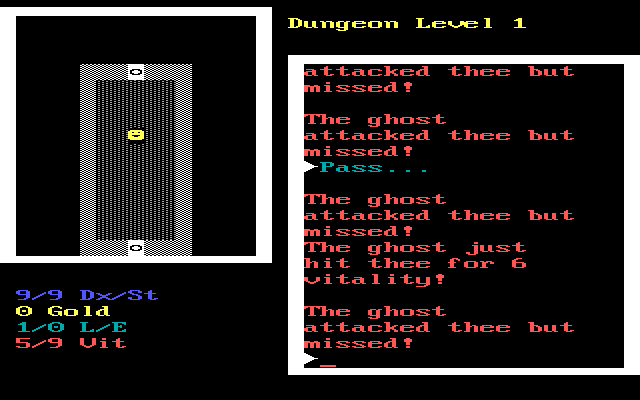 Dungeon Level 1
attacked thee but
missed!
The ghost
attacked thee but
missed!
Pass...
The ghost
attacked thee but
missed!
The ghost just
hit thee for 6
vitality!
The ghost
attacked thee but
missed!
9/9 Dx/St
0 Gold
1/0 L/E
5/9 Vit